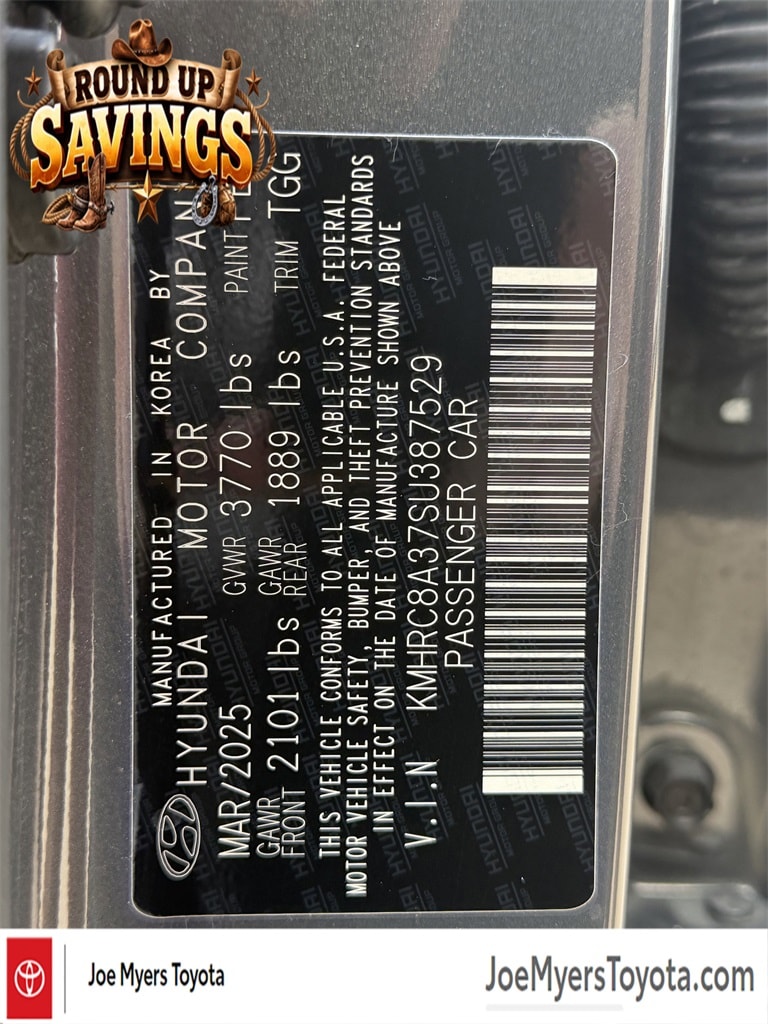 ROUND UP
SAVINGS
MANUFACTURED IN KOREA BY
HYUNDAI MOTOR COMPAN
MAR/2025 GVWR 3770 lbs PAINT
GAWR FRONT 2101 lbs GAWR REAR 1889 lbs TRIM TGG
THIS VEHICLE CONFORMS TO ALL APPLICABLE U.S.A. FEDERAL
MOTOR VEHICLE SAFETY, BUMPER, AND THEFT PREVENTION STANDARDS
IN EFFECT ON THE DATE OF MANUFACTURE SHOWN ABOVE
V.I.N KMHRC8A37SU387529
PASSENGER CAR
Joe Myers Toyota
JoeMyersToyota.com